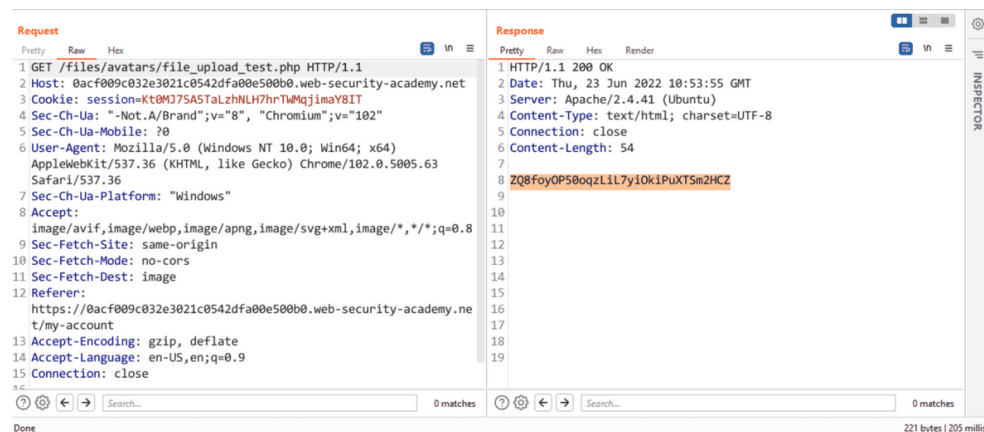 Request
Pretty Raw Hex
\n
1 GET /files/avatars/file_upload_test.php HTTP/1.1
2 Host: 0acf009c032e3021c0542dfa00e500b0.web-security-academy.net
3 Cookie: session=Kt0MJ75A5TaLzhNLH7hrTWMqjimaY8IT
4 Sec-Ch-Ua: "-Not.A/Brand";v="8", "Chromium";v="102"
5 Sec-Ch-Ua-Mobile: ?0
6 User-Agent: Mozilla/5.0 (Windows NT 10.0; Win64; x64)
AppleWebKit/537.36 (KHTML, like Gecko) Chrome/102.0.5005.63
Safari/537.36
7 Sec-Ch-Ua-Platform: "Windows"
8 Accept:
image/avif,image/webp,image/apng,image/svg+xml,image/*,*/*;q=0.8
9 Sec-Fetch-Site: same-origin
10 Sec-Fetch-Mode: no-cors
11 Sec-Fetch-Dest: image
12 Referer:
https://0acf009c032e3021c0542dfa00e500b0.web-security-academy.ne
t/my-account
13 Accept-Encoding: gzip, deflate
14 Accept-Language: en-US,en;q=0.9
15 Connection: close
16
Search...
0 matches
Response
Pretty Raw Hex Render
\n
1 HTTP/1.1 200 OK
2 Date: Thu, 23 Jun 2022 10:53:55 GMT
3 Server: Apache/2.4.41 (Ubuntu)
4 Content-Type: text/html; charset=UTF-8
5 Connection: close
6 Content-Length: 54
7
8 ZQ8foyOP50oqzLiL7yiOkiPuXTSm2HCZ
9
10
11
12
13
14
15
16
17
18
19
Search...
0 matches
INSPECTOR
Done
221 bytes | 205 millis